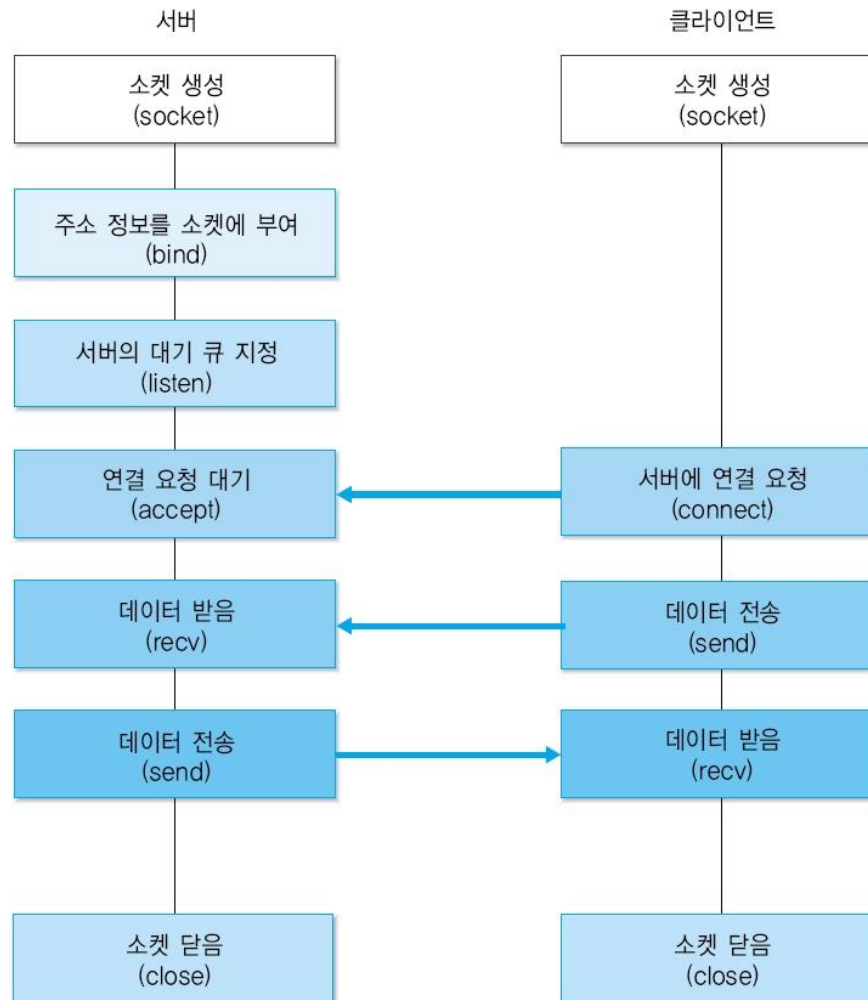 서버
클라이언트
소켓 생성
(socket)
소켓 생성
(socket)
주소 정보를 소켓에 부여
(bind)
서버의 대기 큐 지정
(listen)
연결 요청 대기
(accept)
서버에 연결 요청
(connect)
데이터 받음
(recv)
데이터 전송
(send)
데이터 전송
(send)
데이터 받음
(recv)
소켓 닫음
(close)
소켓 닫음
(close)